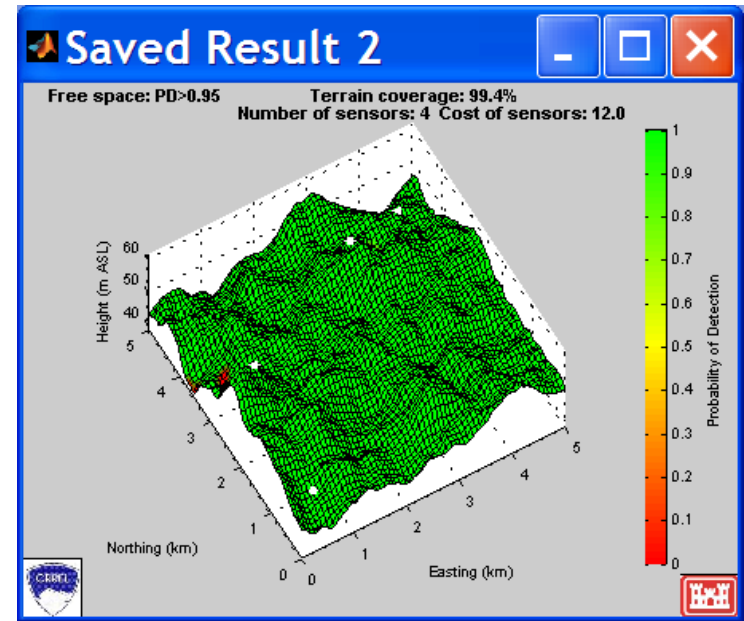 Saved Result 2
Free space: PD>0.95
Terrain coverage: 99.4%
Number of sensors: 4 Cost of sensors: 12.0
Height (m ASL)
60
50
40
5
4
3
2
1
0
Northing (km)
0
1
2
3
4
5
Easting (km)
1
0.9
0.8
0.7
0.6
0.5
0.4
0.3
0.2
0.1
0
Probability of Detection
CRREL